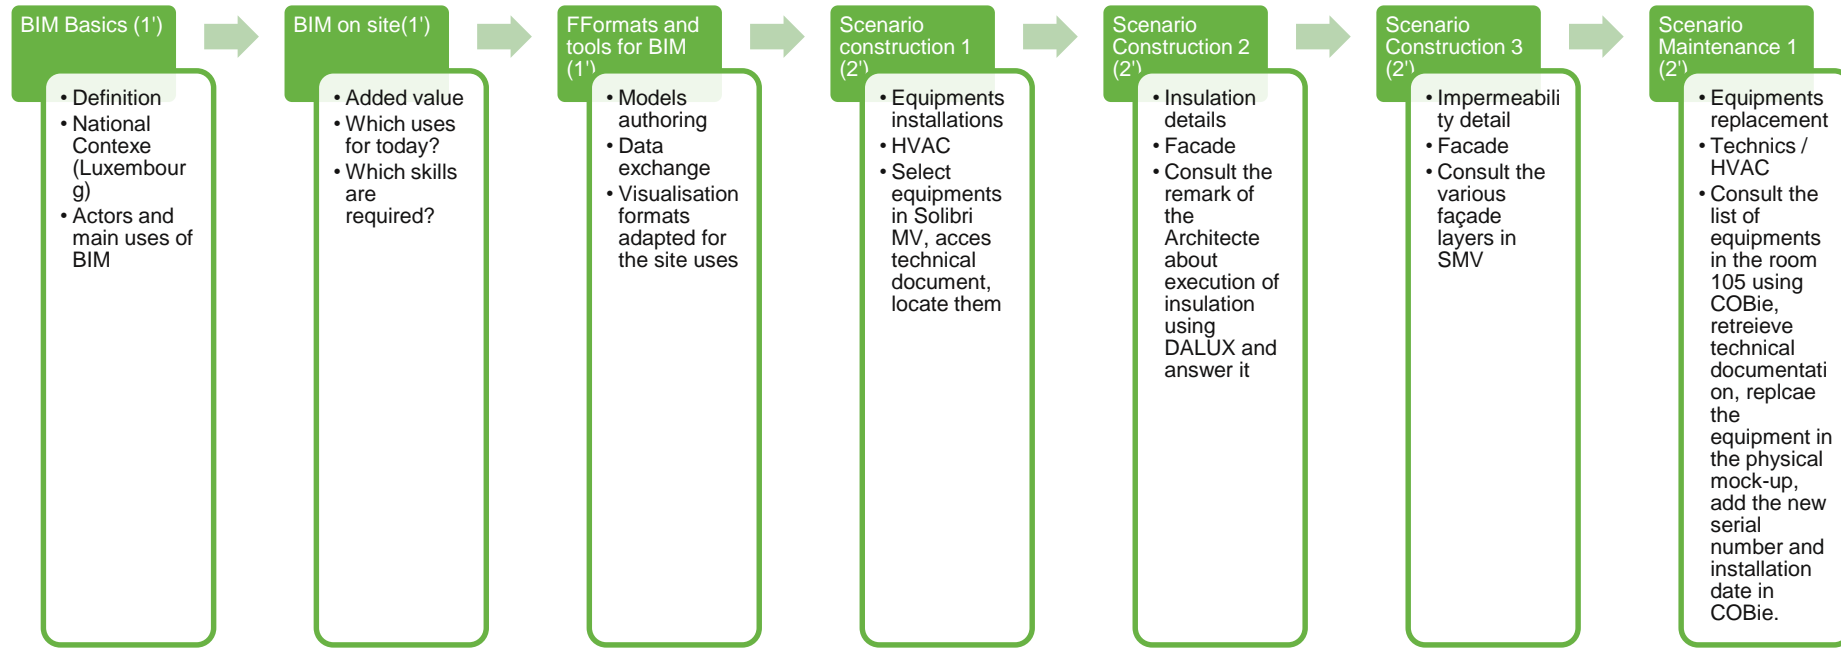 BIM Basics (1')
• Definition
• National
Contexe
(Luxembour
g)
• Actors and
main uses of
BIM
BIM on site(1')
• Added value
• Which uses
for today?
• Which skills
are
required?
FFormats and
tools for BIM
(1')
• Models
authoring
• Data
exchange
• Visualisation
formats
adapted for
the site uses
Scenario
construction 1
(2')
• Equipments
installations
• HVAC
• Select
equipments
in Solibri
MV, acces
technical
document,
locate them
Scenario
Construction 2
(2')
• Insulation
details
• Facade
• Consult the
remark of
the
Architecte
about
execution of
insulation
using
DALUX and
answer it
Scenario
Construction 3
(2')
• Impermeabili
ty detail
• Facade
• Consult the
various
façade
layers in
SMV
Scenario
Maintenance 1
(2')
• Equipments
replacement
• Technics /
HVAC
• Consult the
list of
equipments
in the room
105 using
COBie,
retreieve
technical
documentati
on, replcae
the
equipment in
the physical
mock-up,
add the new
serial
number and
installation
date in
COBie.